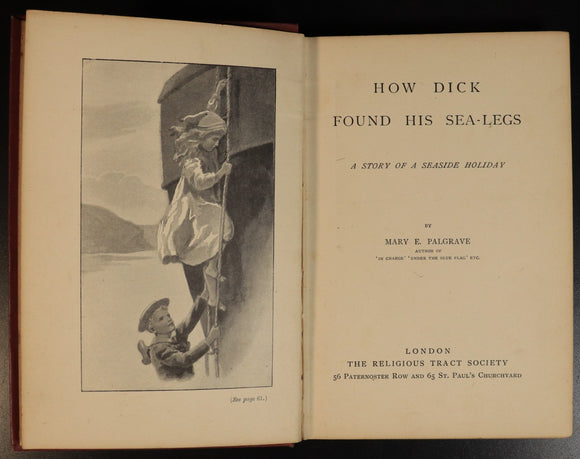 (See page 61.)
HOW DICK
FOUND HIS SEA-LEGS
A STORY OF A SEASIDE HOLIDAY
BY
MARY E. PALGRAVE
AUTHOR OF
'IN CHARGE' 'UNDER THE BLUE FLAG' ETC.
LONDON
THE RELIGIOUS TRACT SOCIETY
56 PATERNOSTER ROW AND 65 ST. PAUL'S CHURCHYARD